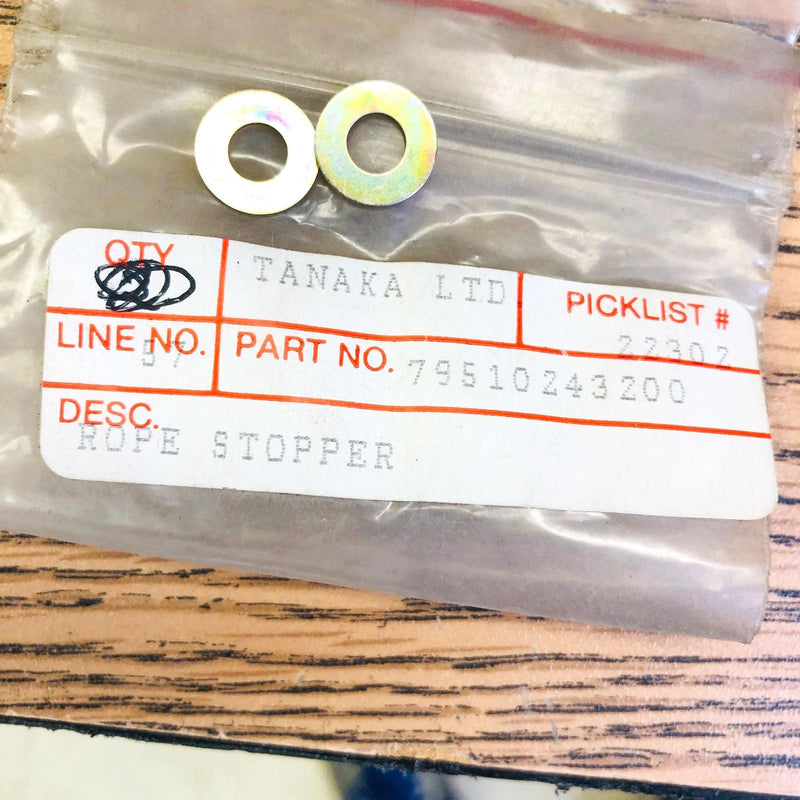 QTY
TANAKA LTD
PICKLIST #
22302
LINE NO. 57
PART NO. 79510243200
DESC.
ROPE STOPPER